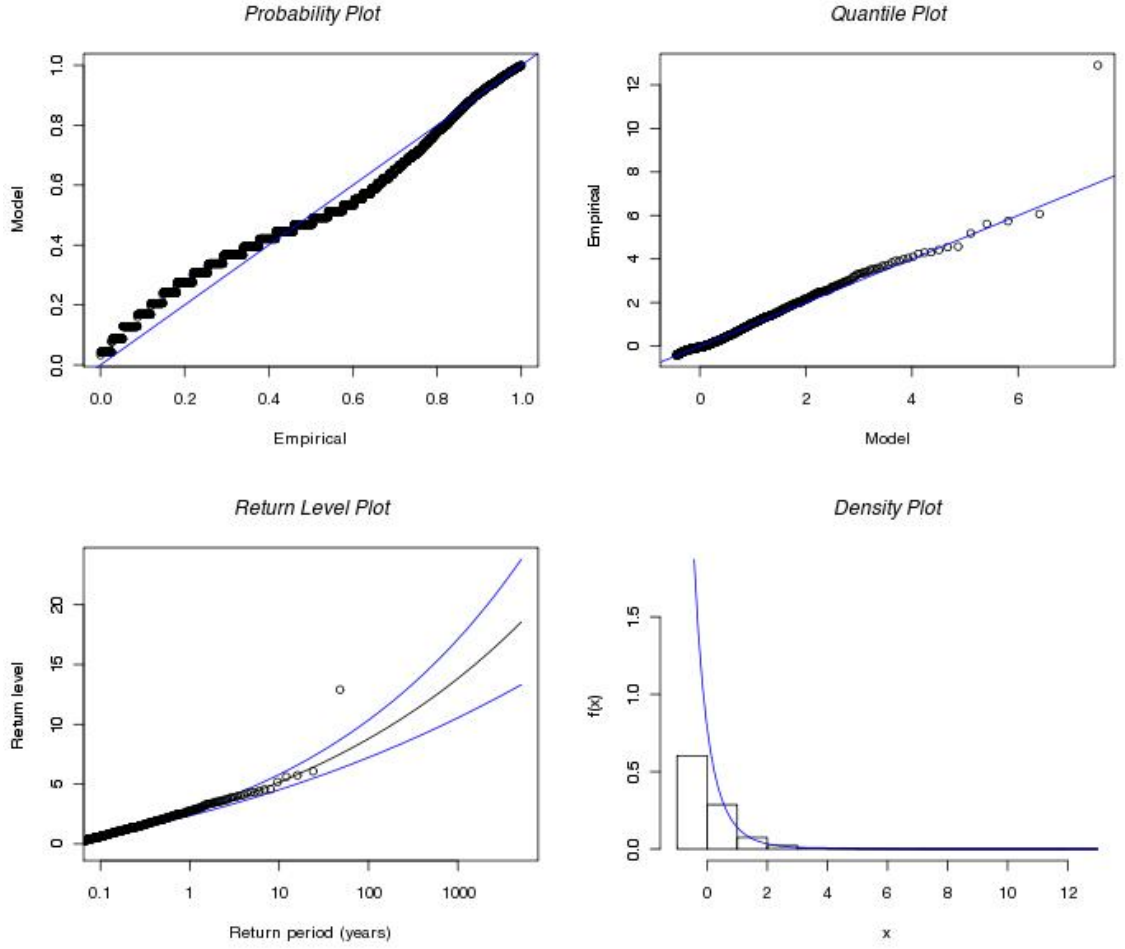 Probability Plot
Model
0.0 0.2 0.4 0.6 0.8 1.0
0.0 0.2 0.4 0.6 0.8 1.0
Empirical
Quantile Plot
Empirical
0 2 4 6 8 10 12
0 2 4 6
Model
Return Level Plot
Return level
0 5 10 15 20
0.1 1 10 100 1000
Return period (years)
Density Plot
f(x)
0.0 0.5 1.0 1.5
0 2 4 6 8 10 12
x